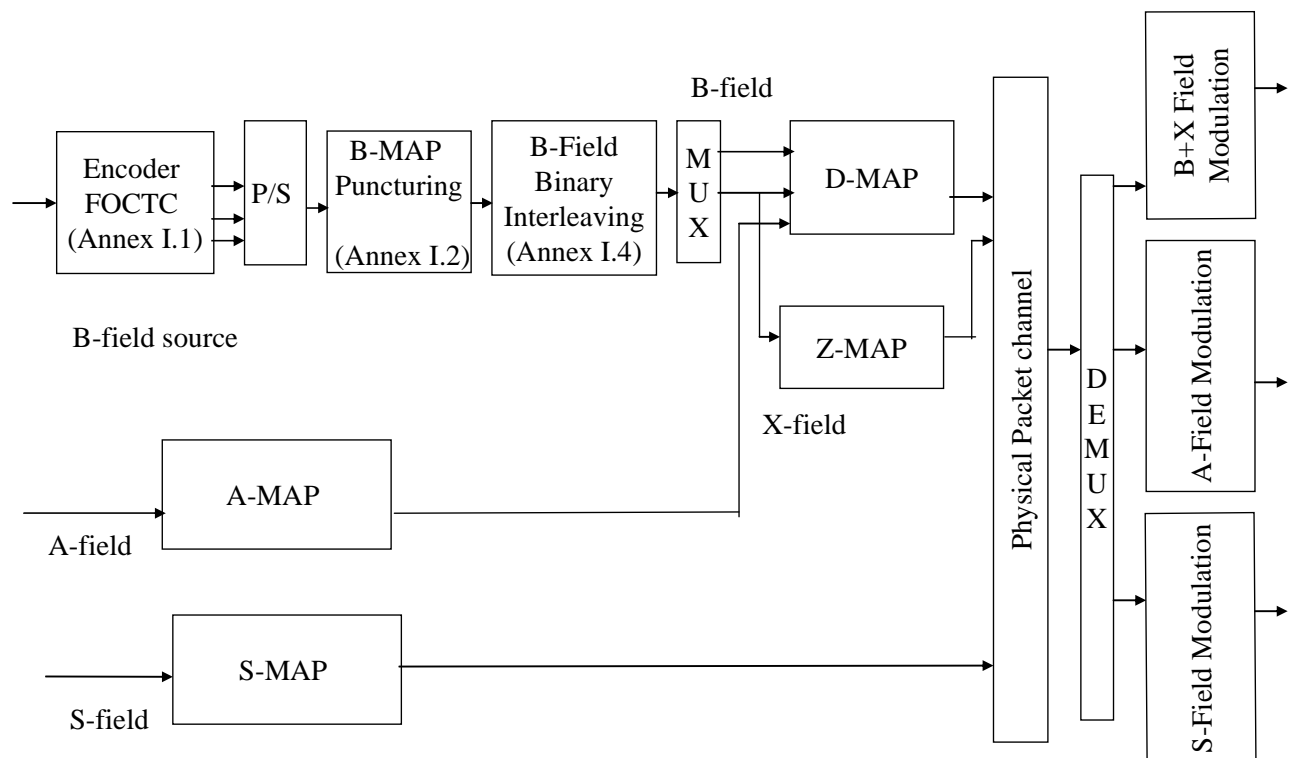 B-field
Encoder
FOCTC
(Annex I.1)
P/S
B-MAP
Puncturing
(Annex I.2)
B-Field
Binary
Interleaving
(Annex I.4)
M
U
X
D-MAP
Z-MAP
X-field
B-field source
A-MAP
A-field
S-MAP
S-field
Physical Packet channel
D
E
M
U
X
B+X Field
Modulation
A-Field Modulation
S-Field Modulation